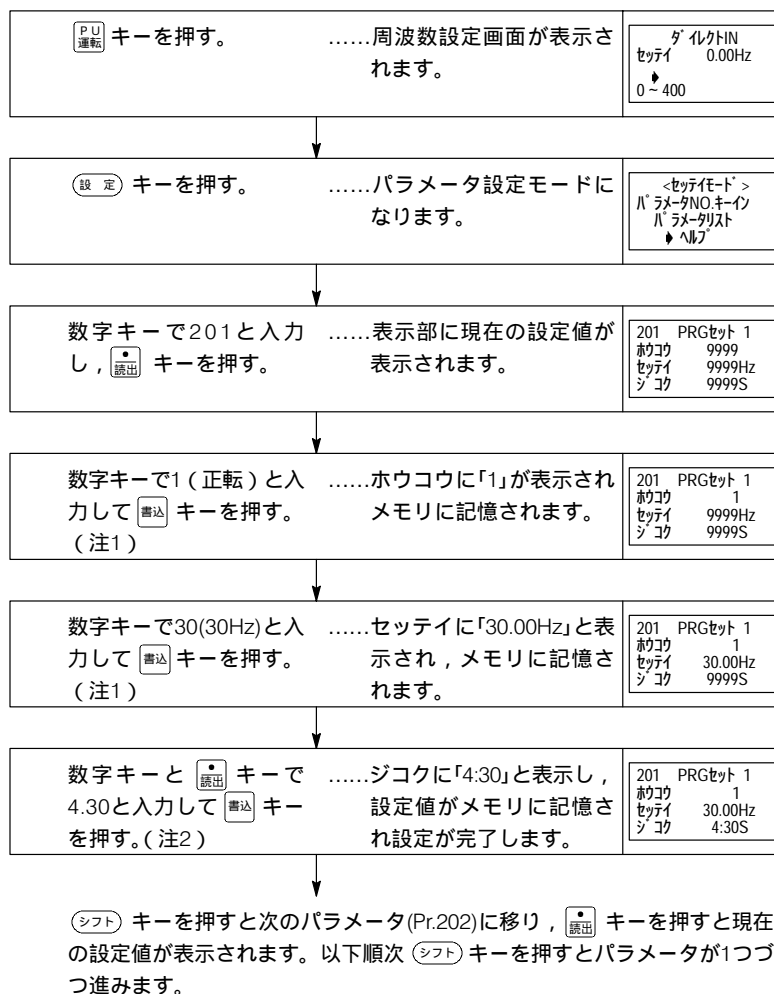 PU運転 キーを押す。 ……周波数設定画面が表示さ
れます。
ﾀﾞｲﾚｸﾄIN
ｾｯﾃｲ 0.00Hz
0～400
設 定 キーを押す。 ……パラメータ設定モードに
なります。
<ｾｯﾃｲﾓｰﾄﾞ>
ﾊﾟﾗﾒｰﾀNO.ｷｰｲﾝ
ﾊﾟﾗﾒｰﾀﾘｽﾄ
ﾍﾙﾌﾟ
数字キーで201と入力 ……表示部に現在の設定値が
し，・読出 キーを押す。 表示されます。
201 PRGｾｯﾄ 1
ﾎｳｺｳ 9999
ｾｯﾃｲ 9999Hz
ｼﾞｺｸ 9999S
数字キーで1（正転）と入 ……ホウコウに「1」が表示され
力して 書込 キーを押す。 メモリに記憶されます。
（注1）
201 PRGｾｯﾄ 1
ﾎｳｺｳ 1
ｾｯﾃｲ 9999Hz
ｼﾞｺｸ 9999S
数字キーで30(30Hz)と入 ……セッテイに「30.00Hz」と表
力して 書込 キーを押す。 示され，メモリに記憶さ
（注1） れます。
201 PRGｾｯﾄ 1
ﾎｳｺｳ 1
ｾｯﾃｲ 30.00Hz
ｼﾞｺｸ 9999S
数字キーと ・読出 キーで ……ジコクに「4:30」と表示し，
4.30と入力して 書込 キー 設定値がメモリに記憶さ
を押す。（注2） れ設定が完了します。
201 PRGｾｯﾄ 1
ﾎｳｺｳ 1
ｾｯﾃｲ 30.00Hz
ｼﾞｺｸ 4:30S
シフト キーを押すと次のパラメータ(Pr.202)に移り，・読出 キーを押すと現在
の設定値が表示されます。以下順次 シフト キーを押すとパラメータが1つづ
つ進みます。